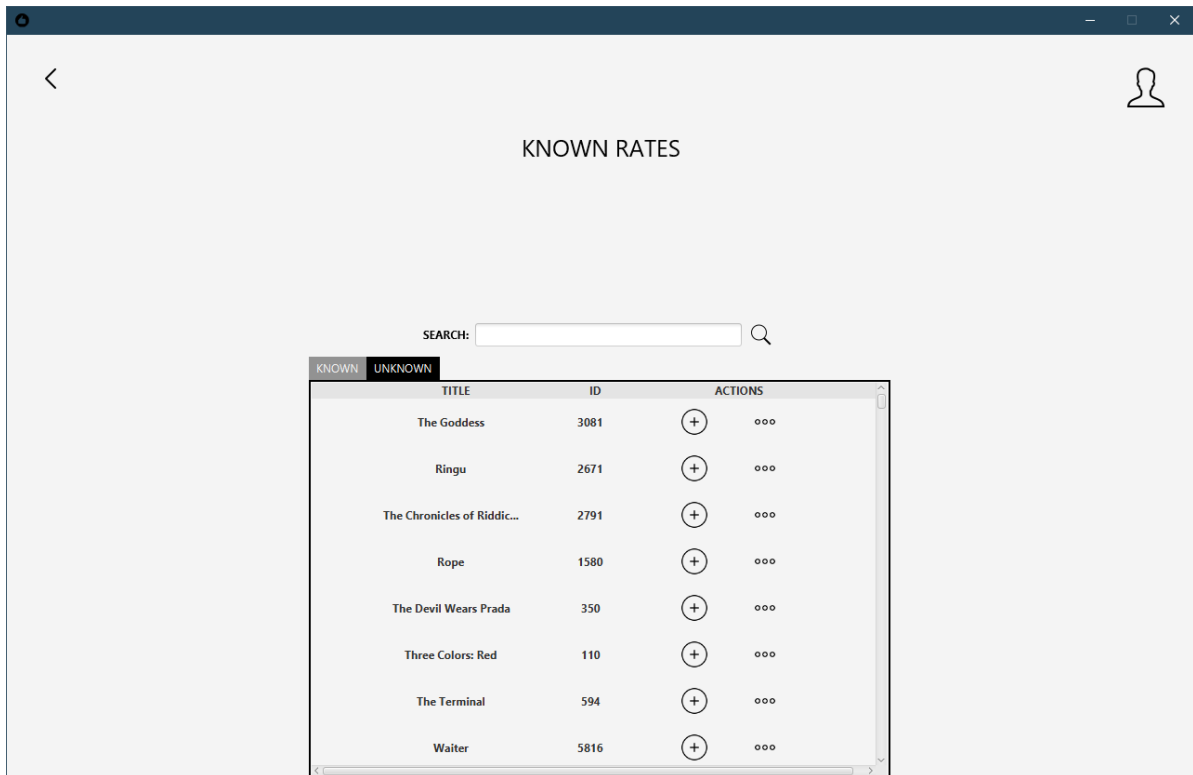 KNOWN RATES
SEARCH:
KNOWN UNKNOWN
TITLE ID ACTIONS
The Goddess 3081
Ringu 2671
The Chronicles of Riddic... 2791
Rope 1580
The Devil Wears Prada 350
Three Colors: Red 110
The Terminal 594
Waiter 5816